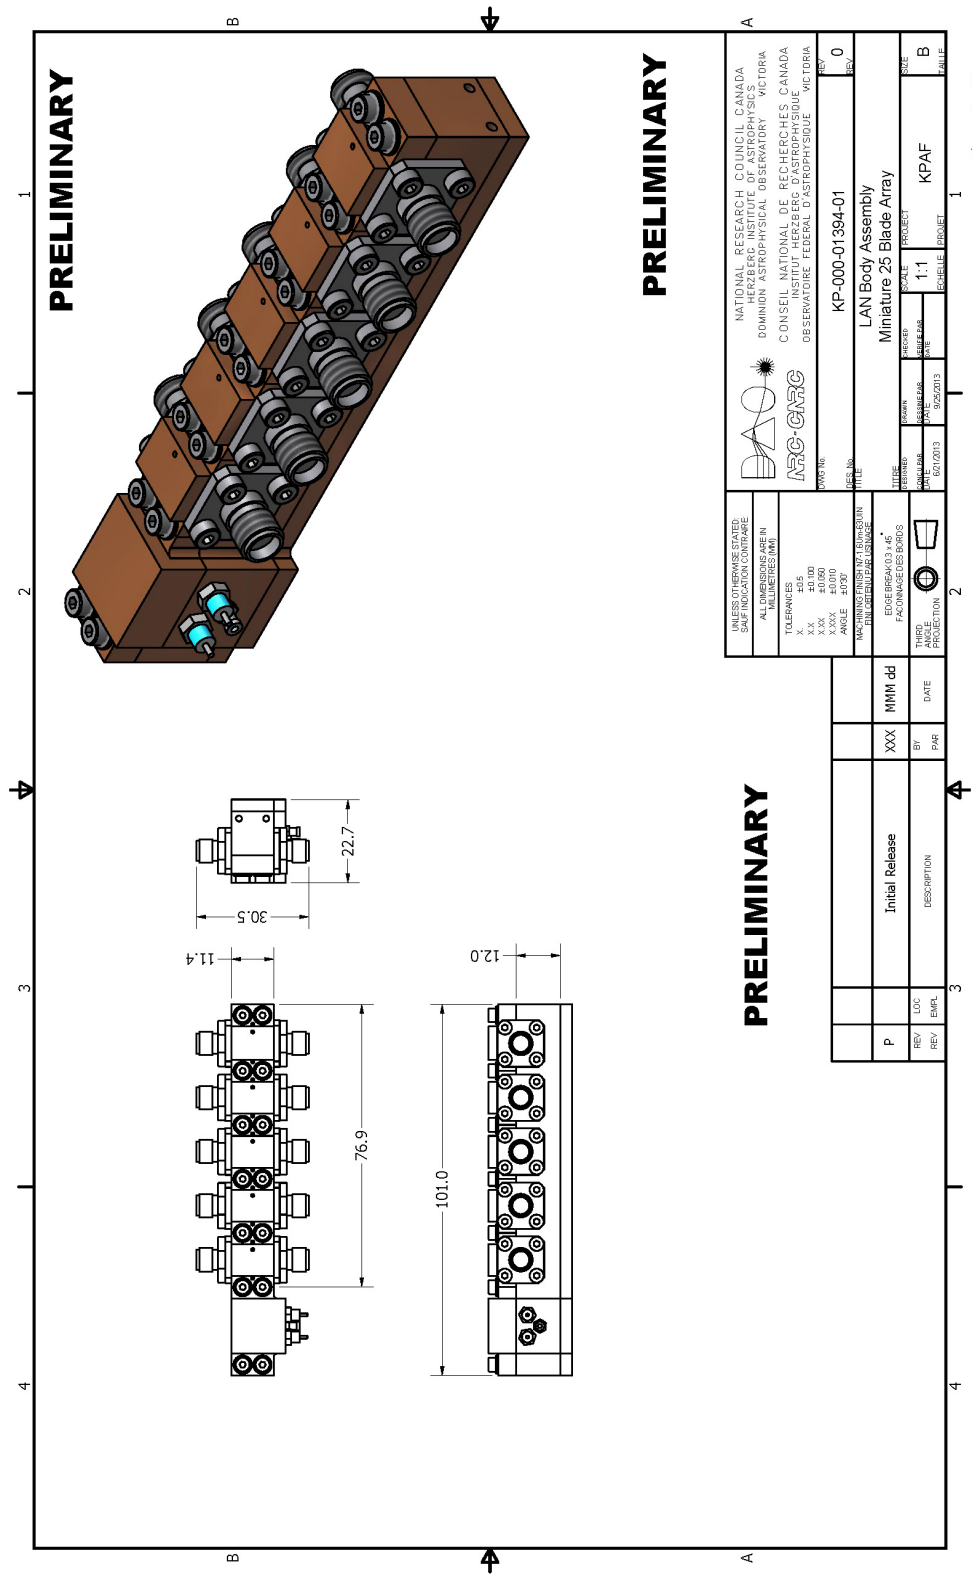 B
A
1
2
3
4
PRELIMINARY
PRELIMINARY
PRELIMINARY
22.7
30.5
11.4
76.9
12.0
101.0
NATIONAL RESEARCH COUNCIL CANADA
HERZBERG INSTITUTE OF ASTROPHYSICS
DOMINION ASTROPHYSICAL OBSERVATORY VICTORIA
CONSEIL NATIONAL DE RECHERCHES CANADA
INSTITUT HERZBERG D'ASTROPHYSIQUE
OBSERVATOIRE FEDERAL D'ASTROPHYSIQUE VICTORIA
DAO
NRC-CNRC
DWG No.
KP-000-01394-01
DES. No.
REV
0
REV
TITLE
LAN Body Assembly
Miniature 25 Blade Array
TITRE
DESIGNED
CONCU PAR
DATE
6/21/2013
DRAWN
DESSINE PAR
DATE
9/25/2013
CHECKED
VERIFIE PAR
DATE
SCALE
1:1
ECHELLE
PROJECT
KPAF
PROJET
SIZE
B
TAILLE
UNLESS OTHERWISE STATED:
SAUF INDICATION CONTRAIRE:
ALL DIMENSIONS ARE IN
MILLIMETRES (MM)
TOLERANCES
X. ±0.5
X.X ±0.100
X.XX ±0.050
X.XXX ±0.010
ANGLE ±0°30'
EDGE BREAK 0.3 x 45°
FACONNAGE DES BORDS
THIRD
ANGLE
PROJECTION
P
Initial Release
XXX
MMM dd
REV
LOC
DESCRIPTION
BY
DATE
REV
EMPL
PAR
1
2
3
4
B
A